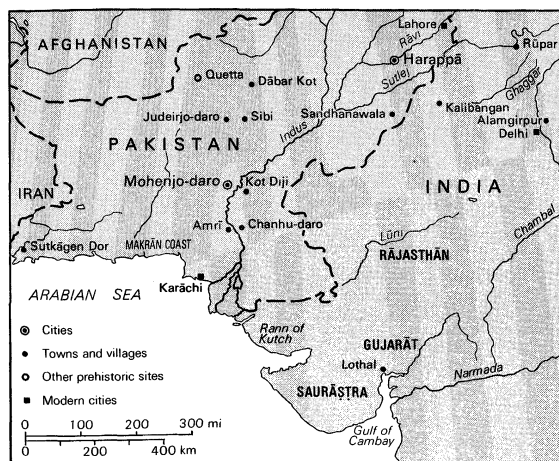 Lahore
AFGHANISTAN
Rāvi
Rūpar
Harappā
Quetta
Dābar Kot
Sutlej
Ghaggar
Kalibangan
Judeirjo-daro
Sibi
Indus
Sandhanawala
Alamgirpur
Delhi
PAKISTAN
IRAN
Mohenjo-daro
Kot Diji
INDIA
Amrī
Chanhu-daro
Chambel
Lūni
Sutkāgen Dor
MAKRĀN COAST
RĀJASTHĀN
Karāchi
ARABIAN SEA
Rann of
Kutch
Cities
Towns and villages
Other prehistoric sites
Modern cities
GUJARĀT
Lothal
Narmada
SAURĀṢṬRA
Gulf of
Cambay
0 100 200 300 mi
0 200 400 km